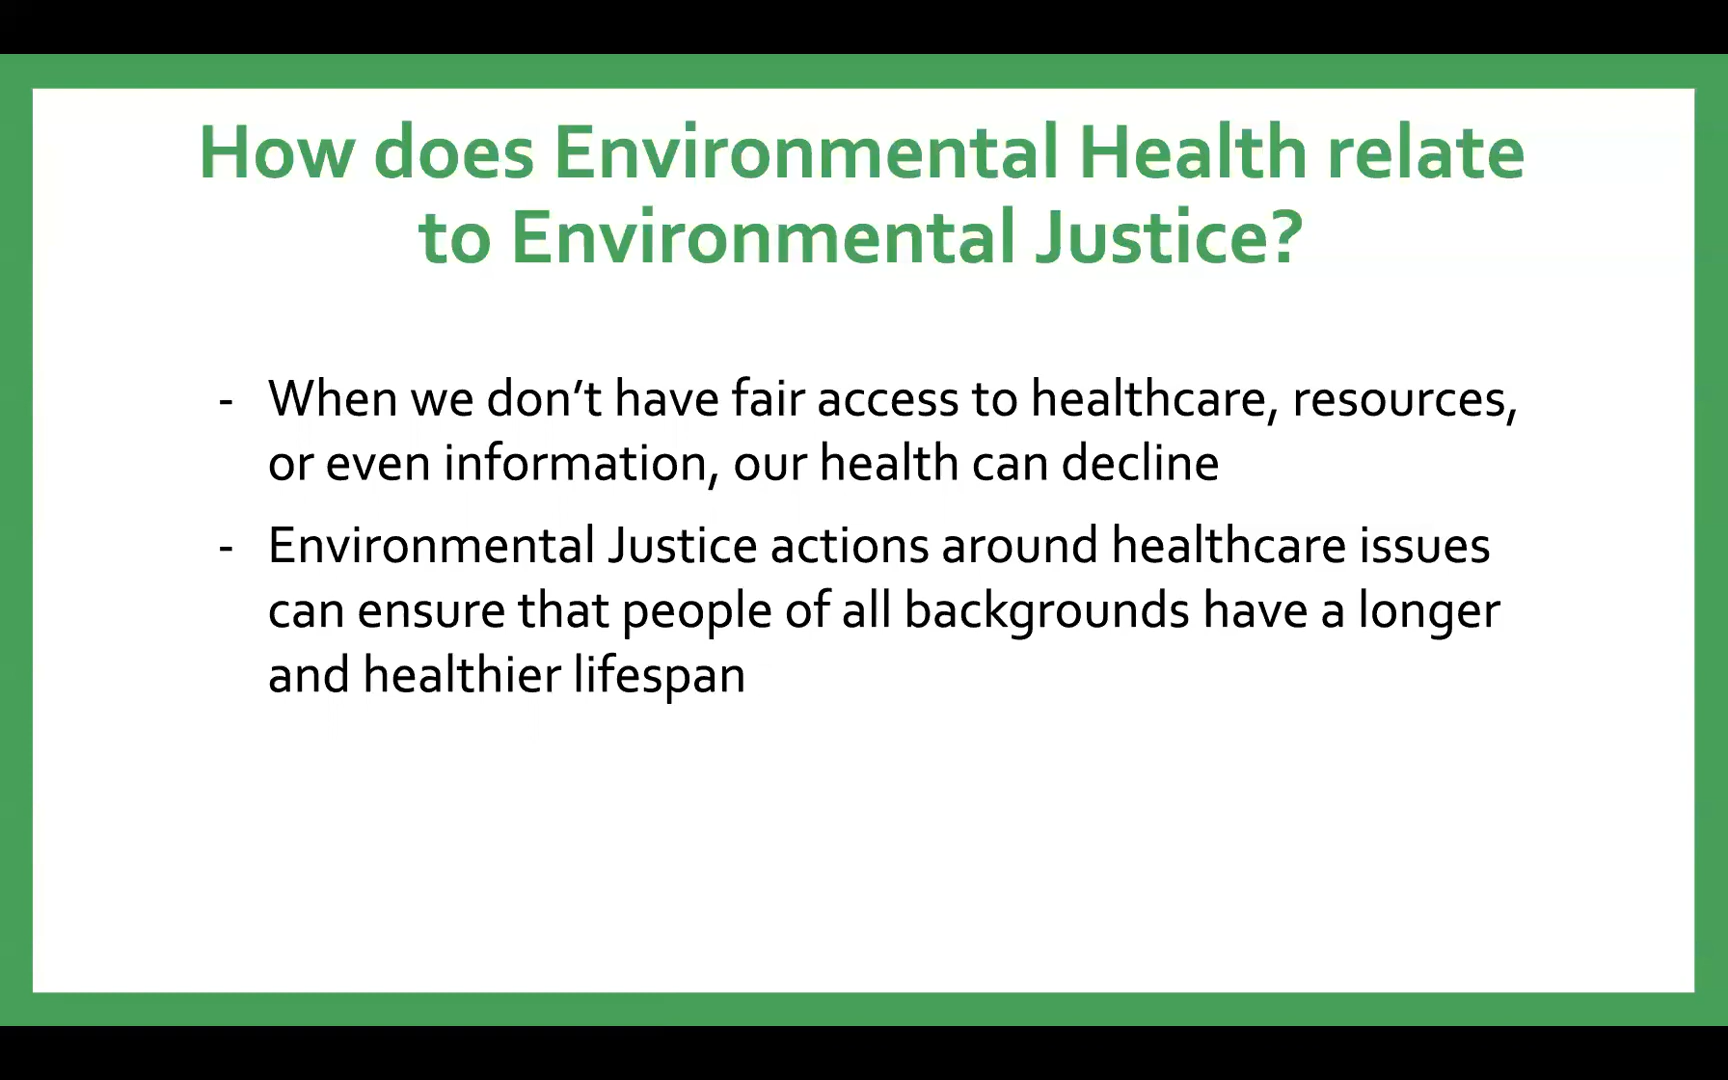 How does Environmental Health relate
to Environmental Justice?
- When we don’t have fair access to healthcare, resources,
or even information, our health can decline
- Environmental Justice actions around healthcare issues
can ensure that people of all backgrounds have a longer
and healthier lifespan